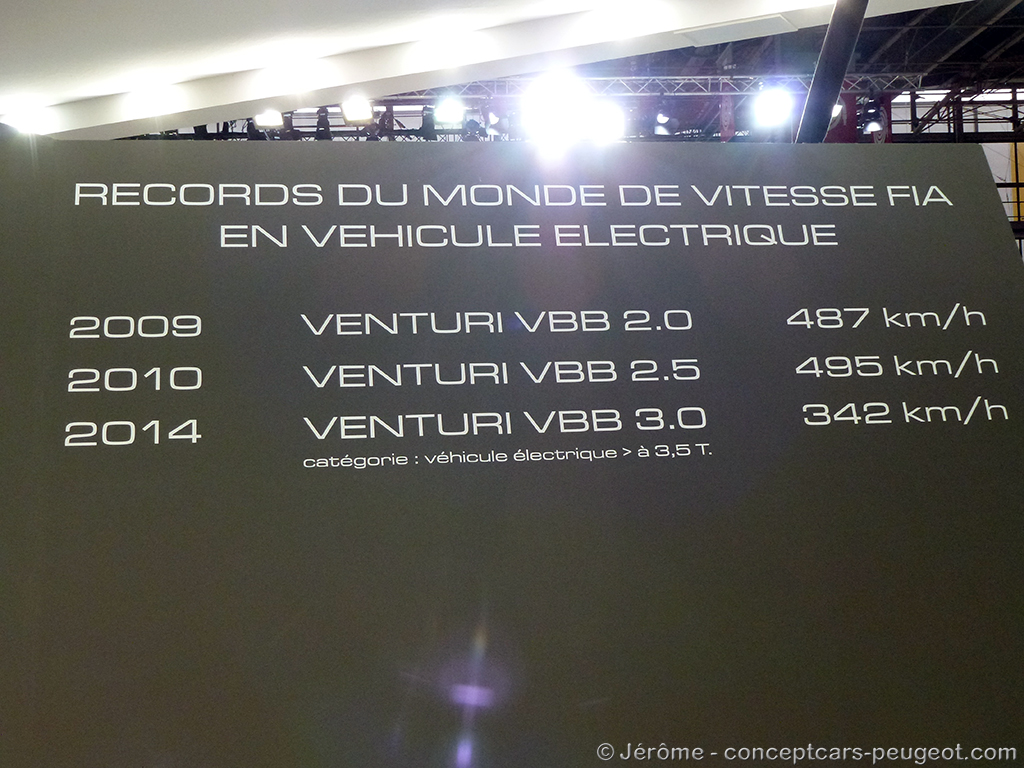 RECORDS DU MONDE DE VITESSE FIA
EN VEHICULE ELECTRIQUE
2009 VENTURI VBB 2.0 487 km/h
2010 VENTURI VBB 2.5 495 km/h
2014 VENTURI VBB 3.0 342 km/h
catégorie : véhicule électrique > à 3,5 T.
© Jérôme - conceptcars-peugeot.com